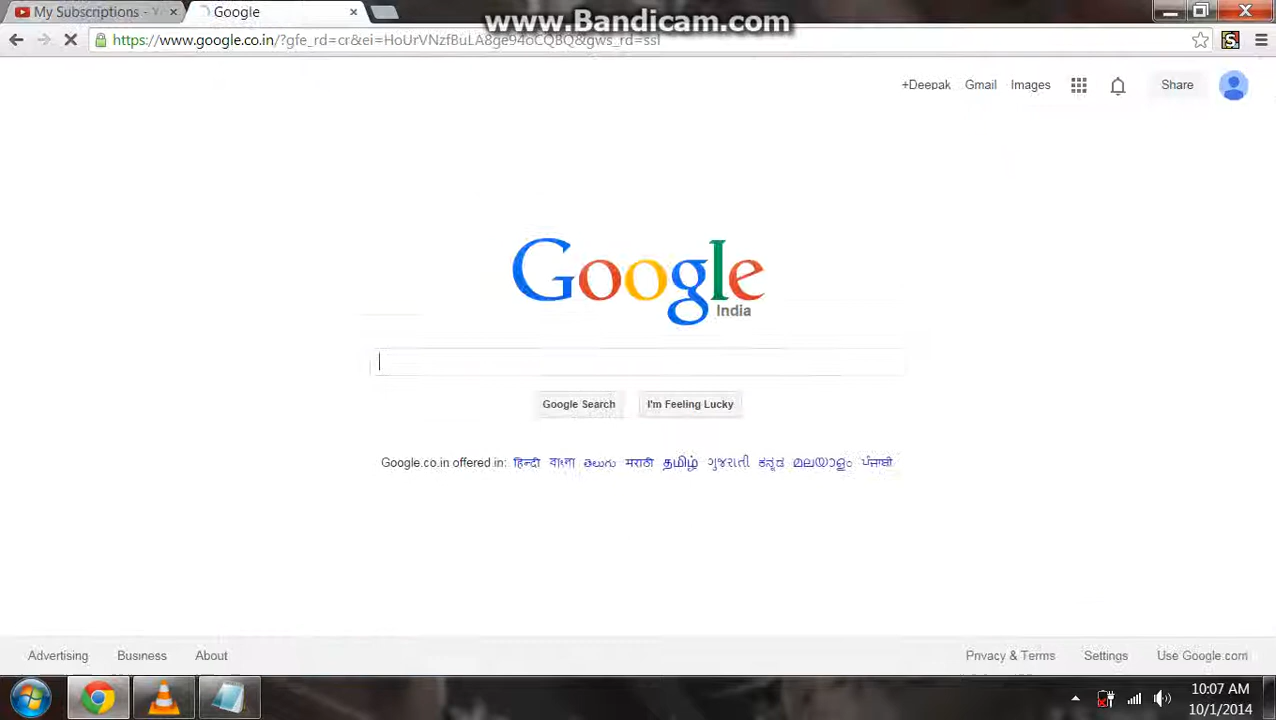 My Subscriptions - Yo
Google
www.Bandicam.com
https://www.google.co.in/?gfe_rd=cr&ei=HoUrVNzfBuLA8ge94oCQBQ&gws_rd=ssl
+Deepak Gmail Images Share
Google
India
Google Search I'm Feeling Lucky
Google.co.in offered in: हिन्दी বাংলা తెలుగు मराठी தமிழ் ગુજરાતી ಕನ್ನಡ മലയാളം ਪੰਜਾਬੀ
Advertising Business About Privacy & Terms Settings Use Google.com
10:07 AM
10/1/2014